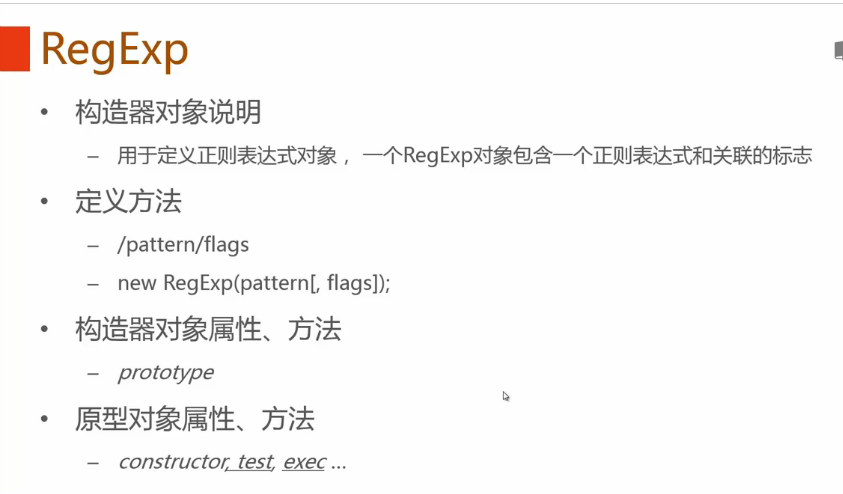 RegExp
• 构造器对象说明
– 用于定义正则表达式对象，一个RegExp对象包含一个正则表达式和关联的标志
• 定义方法
– /pattern/flags
– new RegExp(pattern[, flags]);
• 构造器对象属性、方法
– prototype
• 原型对象属性、方法
– constructor, test, exec ...